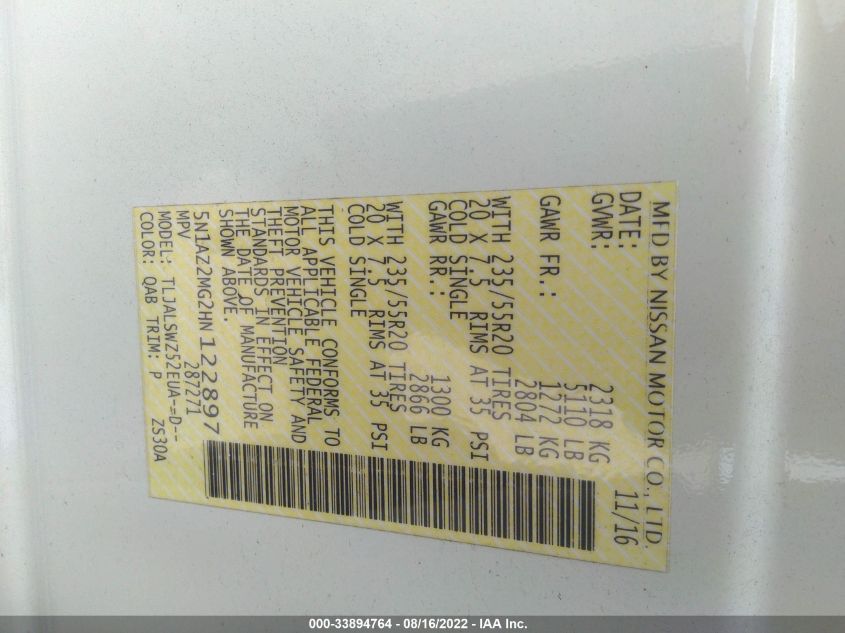 MFD BY NISSAN MOTOR CO., LTD.
DATE: 11/16
GVWR: 2318 KG
5110 LB
GAWR FR.: 1272 KG
2804 LB
WITH 235/55R20 TIRES
20 X 7.5 RIMS AT 35 PSI
COLD SINGLE
GAWR RR.: 1300 KG
2866 LB
WITH 235/55R20 TIRES
20 X 7.5 RIMS AT 35 PSI
COLD SINGLE
THIS VEHICLE CONFORMS TO
ALL APPLICABLE FEDERAL
MOTOR VEHICLE SAFETY AND
THEFT PREVENTION
STANDARDS IN EFFECT ON
THE DATE OF MANUFACTURE
SHOWN ABOVE.
5N1AZ2MG2HN122897
MPV 287271
MODEL: TLJALSWZ52EUA-=D--
COLOR: QAB TRIM: P ZS30A
000-33894764 - 08/16/2022 - IAA Inc.